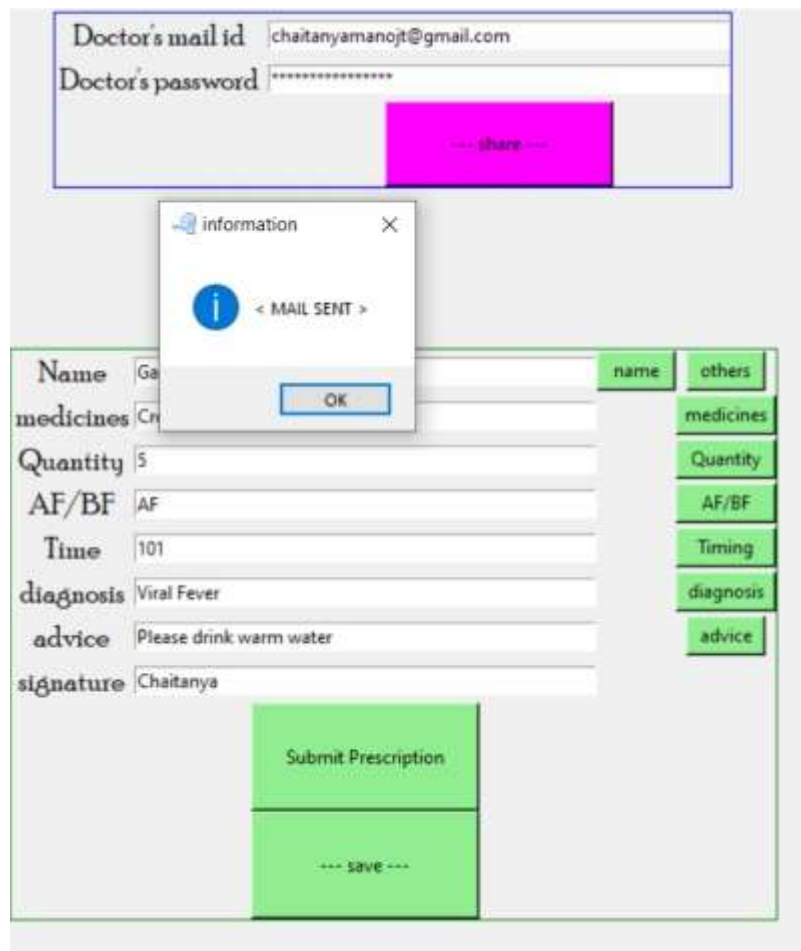 Doctor's mail id chaitanyamanojt@gmail.com
Doctor's password ****************
--- share ---
information
< MAIL SENT >
OK
Name Ga name others
medicines Cr medicines
Quantity 5 Quantity
AF/BF AF AF/BF
Time 101 Timing
diagnosis Viral Fever diagnosis
advice Please drink warm water advice
signature Chaitanya
Submit Prescription
--- save ---